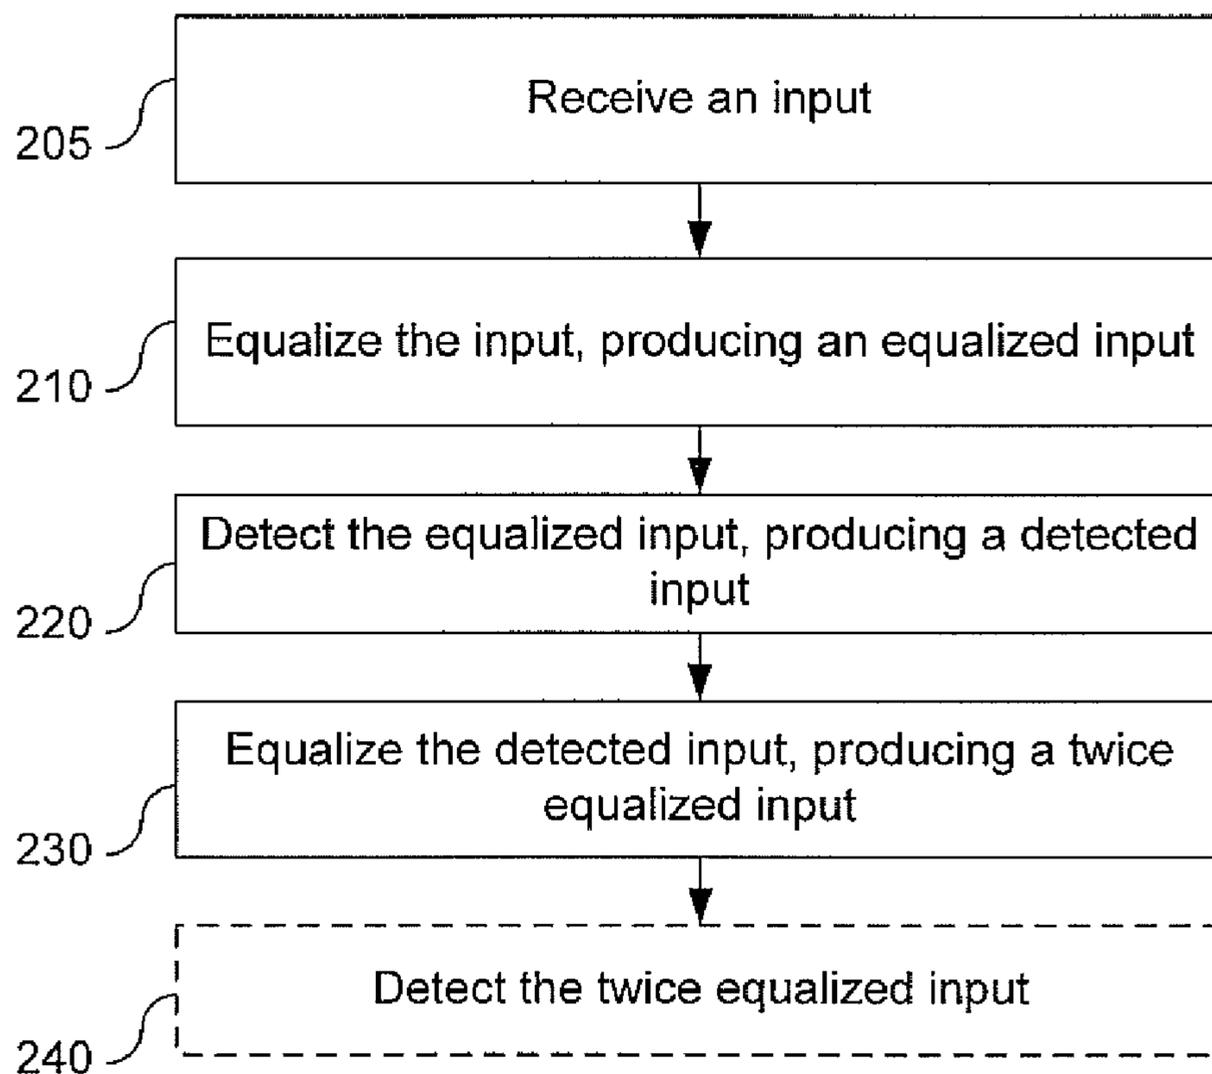 Receive an input
205
Equalize the input, producing an equalized input
210
Detect the equalized input, producing a detected
input
220
Equalize the detected input, producing a twice
equalized input
230
Detect the twice equalized input
240